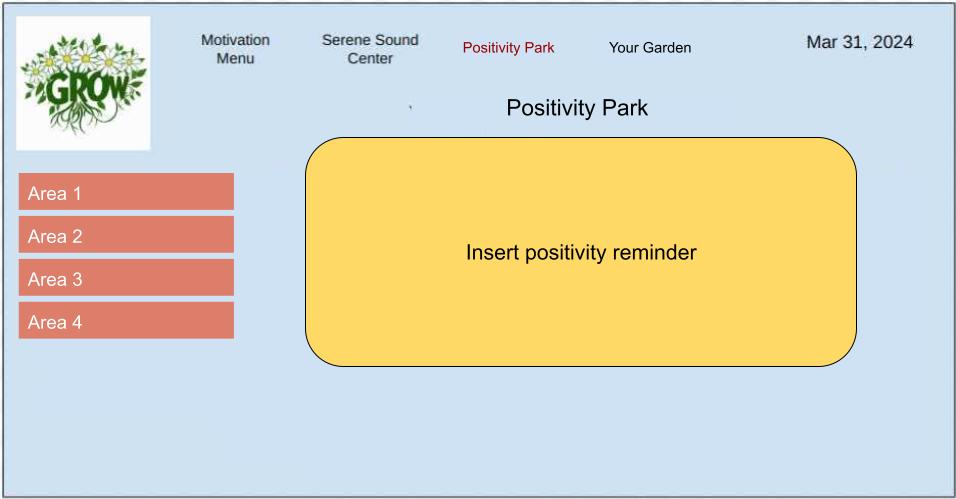 GROW
Motivation
Menu
Serene Sound
Center
Positivity Park
Your Garden
Mar 31, 2024
Positivity Park
Area 1
Area 2
Area 3
Area 4
Insert positivity reminder